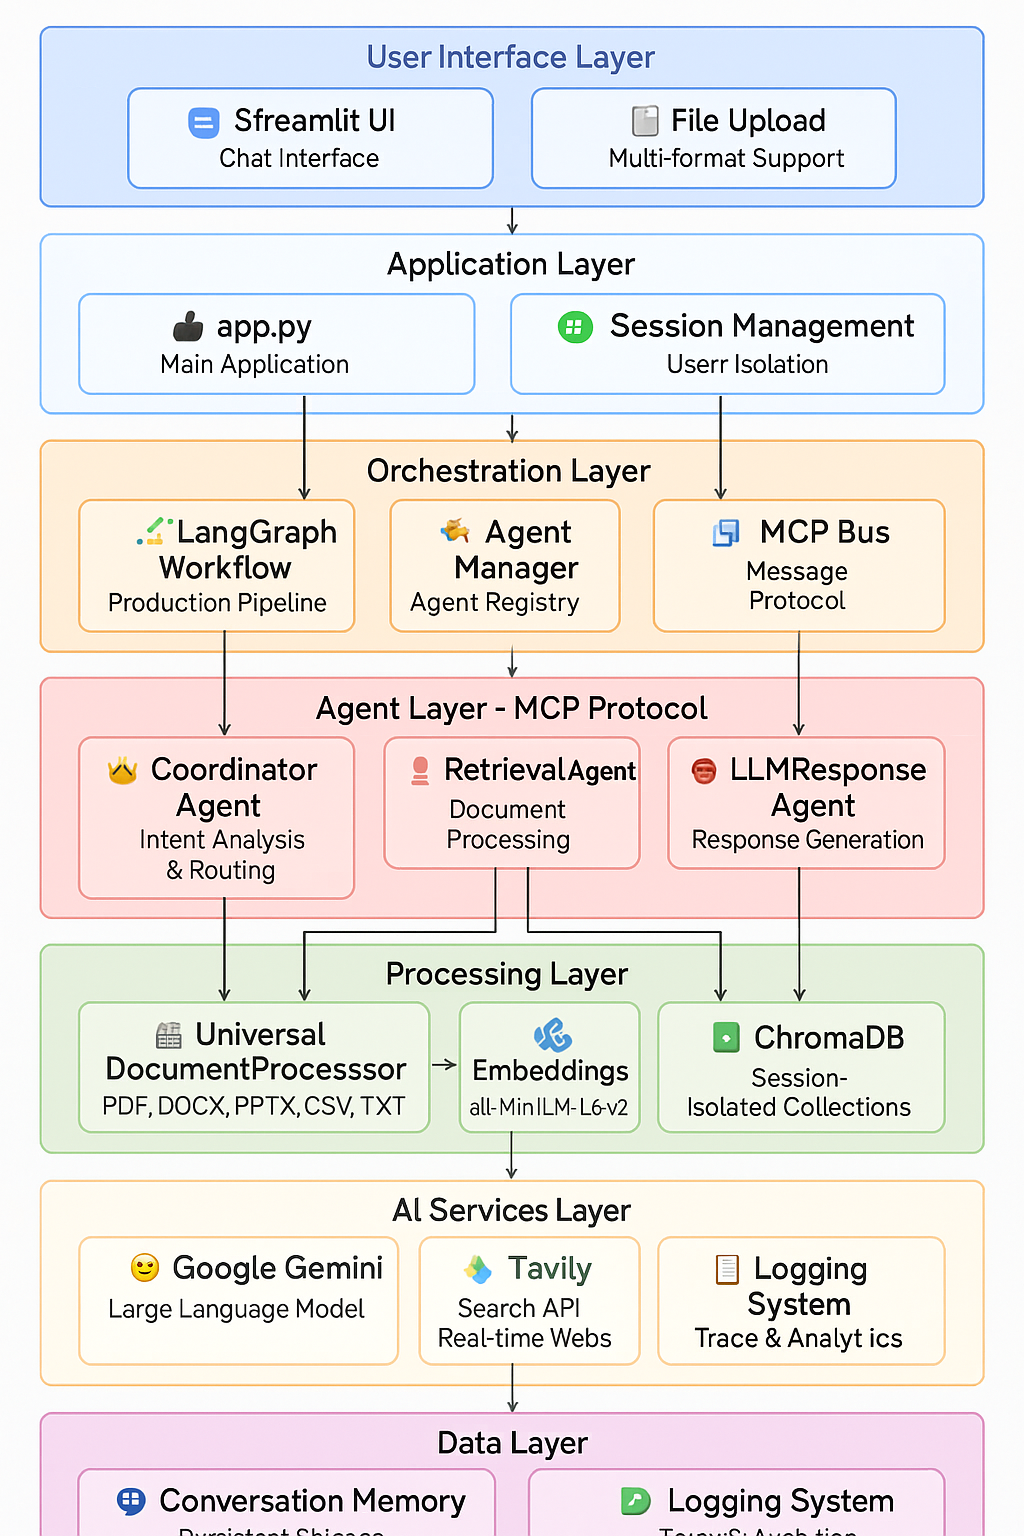 User Interface Layer
Sfreamlit UI
Chat Interface
File Upload
Multi-format Support
Application Layer
app.py
Main Application
Session Management
Userr Isolation
Orchestration Layer
LangGraph
Workflow
Production Pipeline
Agent
Manager
Agent Registry
MCP Bus
Message
Protocol
Agent Layer - MCP Protocol
Coordinator
Agent
Intent Analysis
& Routing
RetrievalAgent
Document
Processing
LLMResponse
Agent
Response Generation
Processing Layer
Universal
DocumentProcesssor
PDF, DOCX, PPTX, CSV, TXT
Embeddings
all-MinILM-L6-v2
ChromaDB
Session-
Isolated Collections
Al Services Layer
Google Gemini
Large Language Model
Tavily
Search API
Real-time Webs
Logging
System
Trace & Analyt ics
Data Layer
Conversation Memory
Logging System